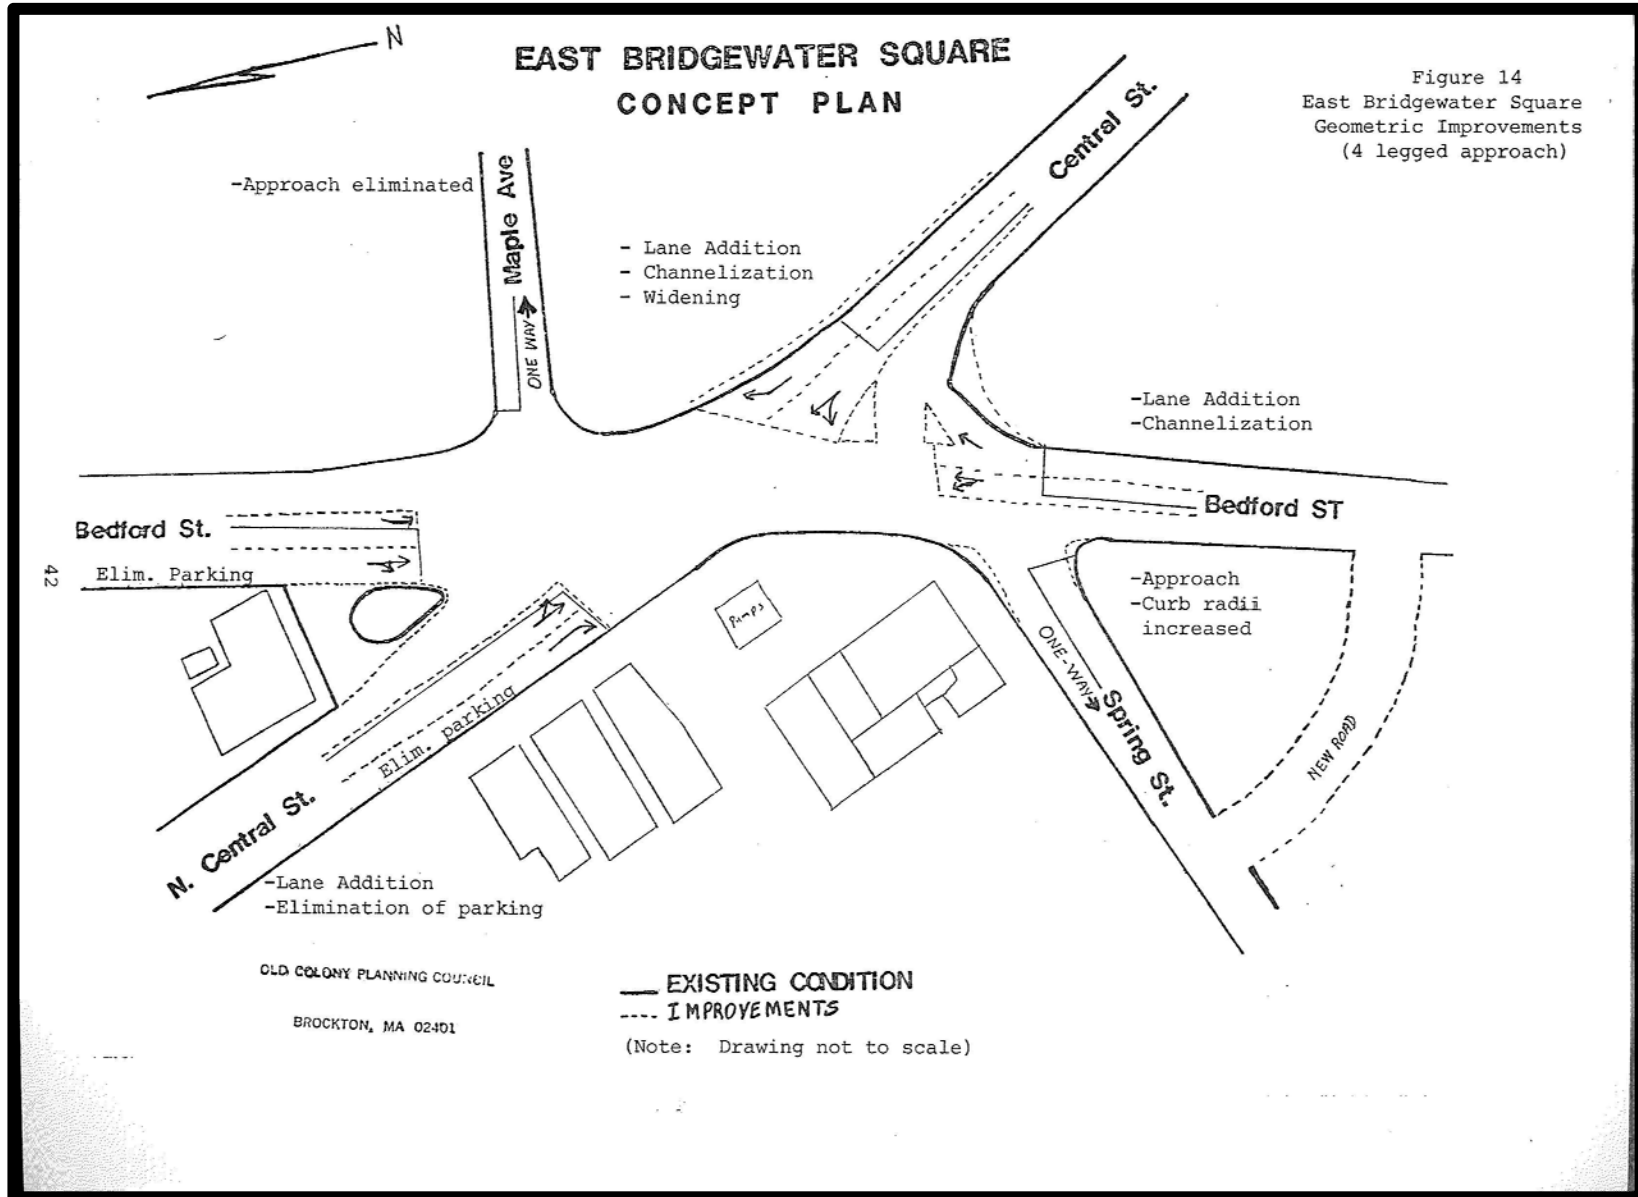 N
EAST BRIDGEWATER SQUARE
CONCEPT PLAN
Figure 14
East Bridgewater Square
Geometric Improvements
(4 legged approach)
Central St.
-Approach eliminated
Maple Ave
ONE WAY
- Lane Addition
- Channelization
- Widening
-Lane Addition
-Channelization
Bedford St.
Bedford ST
Elim. Parking
42
-Approach
-Curb radii
increased
Pumps
ONE-WAY
Spring St.
NEW ROAD
Elim. parking
N. Central St.
-Lane Addition
-Elimination of parking
OLD COLONY PLANNING COUNCIL
BROCKTON, MA 02401
EXISTING CONDITION
---- IMPROVEMENTS
(Note: Drawing not to scale)